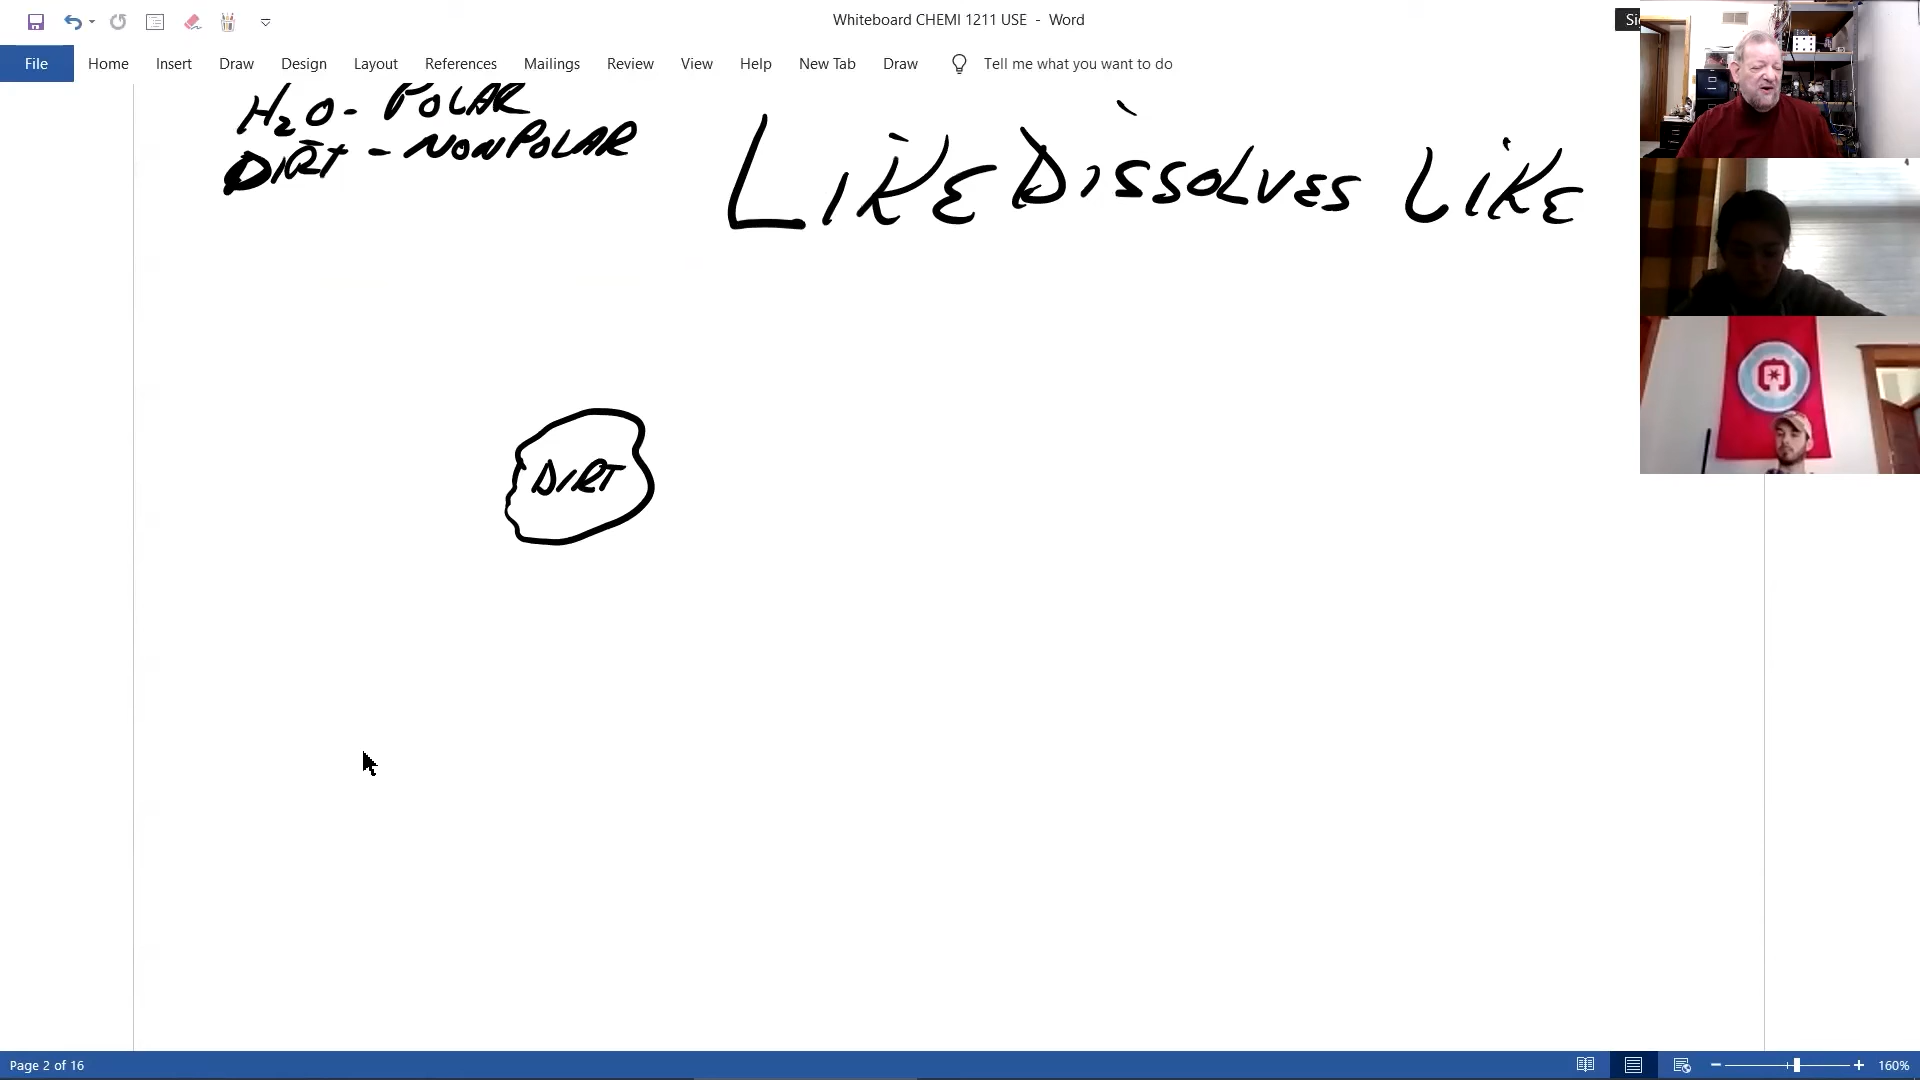 Whiteboard CHEMI 1211 USE - Word
Si
File Home Insert Draw Design Layout References Mailings Review View Help New Tab Draw Tell me what you want to do
H2O - POLAR
DIRT - NONPOLAR
LiKE DiSSOLVES LiKE
DIRT
Page 2 of 16
160%